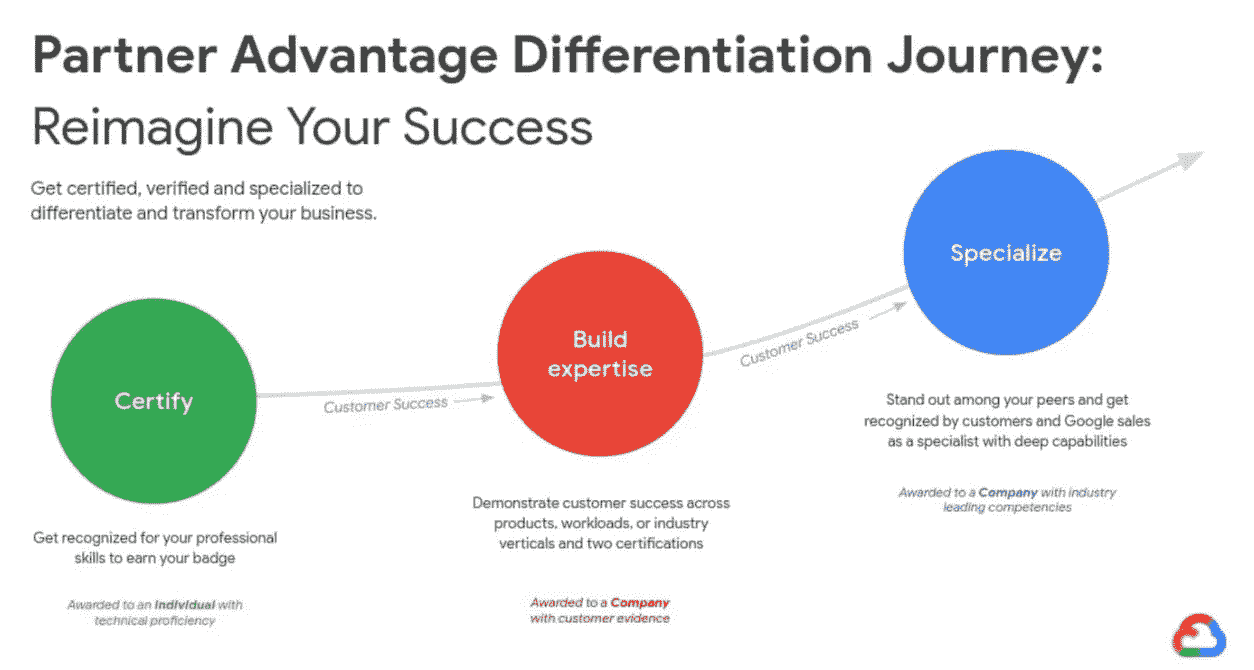 Partner Advantage Differentiation Journey:
Reimagine Your Success
Get certified, verified and specialized to
differentiate and transform your business.
Certify
Customer Success
Build
expertise
Customer Success
Specialize
Get recognized for your professional
skills to earn your badge
Awarded to an Individual with
technical proficiency
Demonstrate customer success across
products, workloads, or industry
verticals and two certifications
Awarded to a Company
with customer evidence
Stand out among your peers and get
recognized by customers and Google sales
as a specialist with deep capabilities
Awarded to a Company with industry
leading competencies